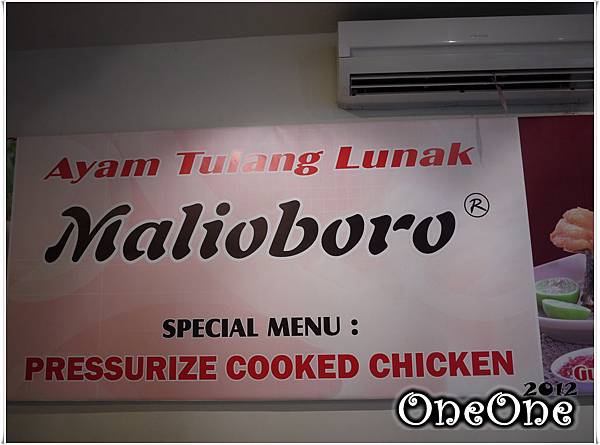 Ayam Tulang Lunak
Malioboro ®
SPECIAL MENU :
PRESSURIZE COOKED CHICKEN
2012
OneOne